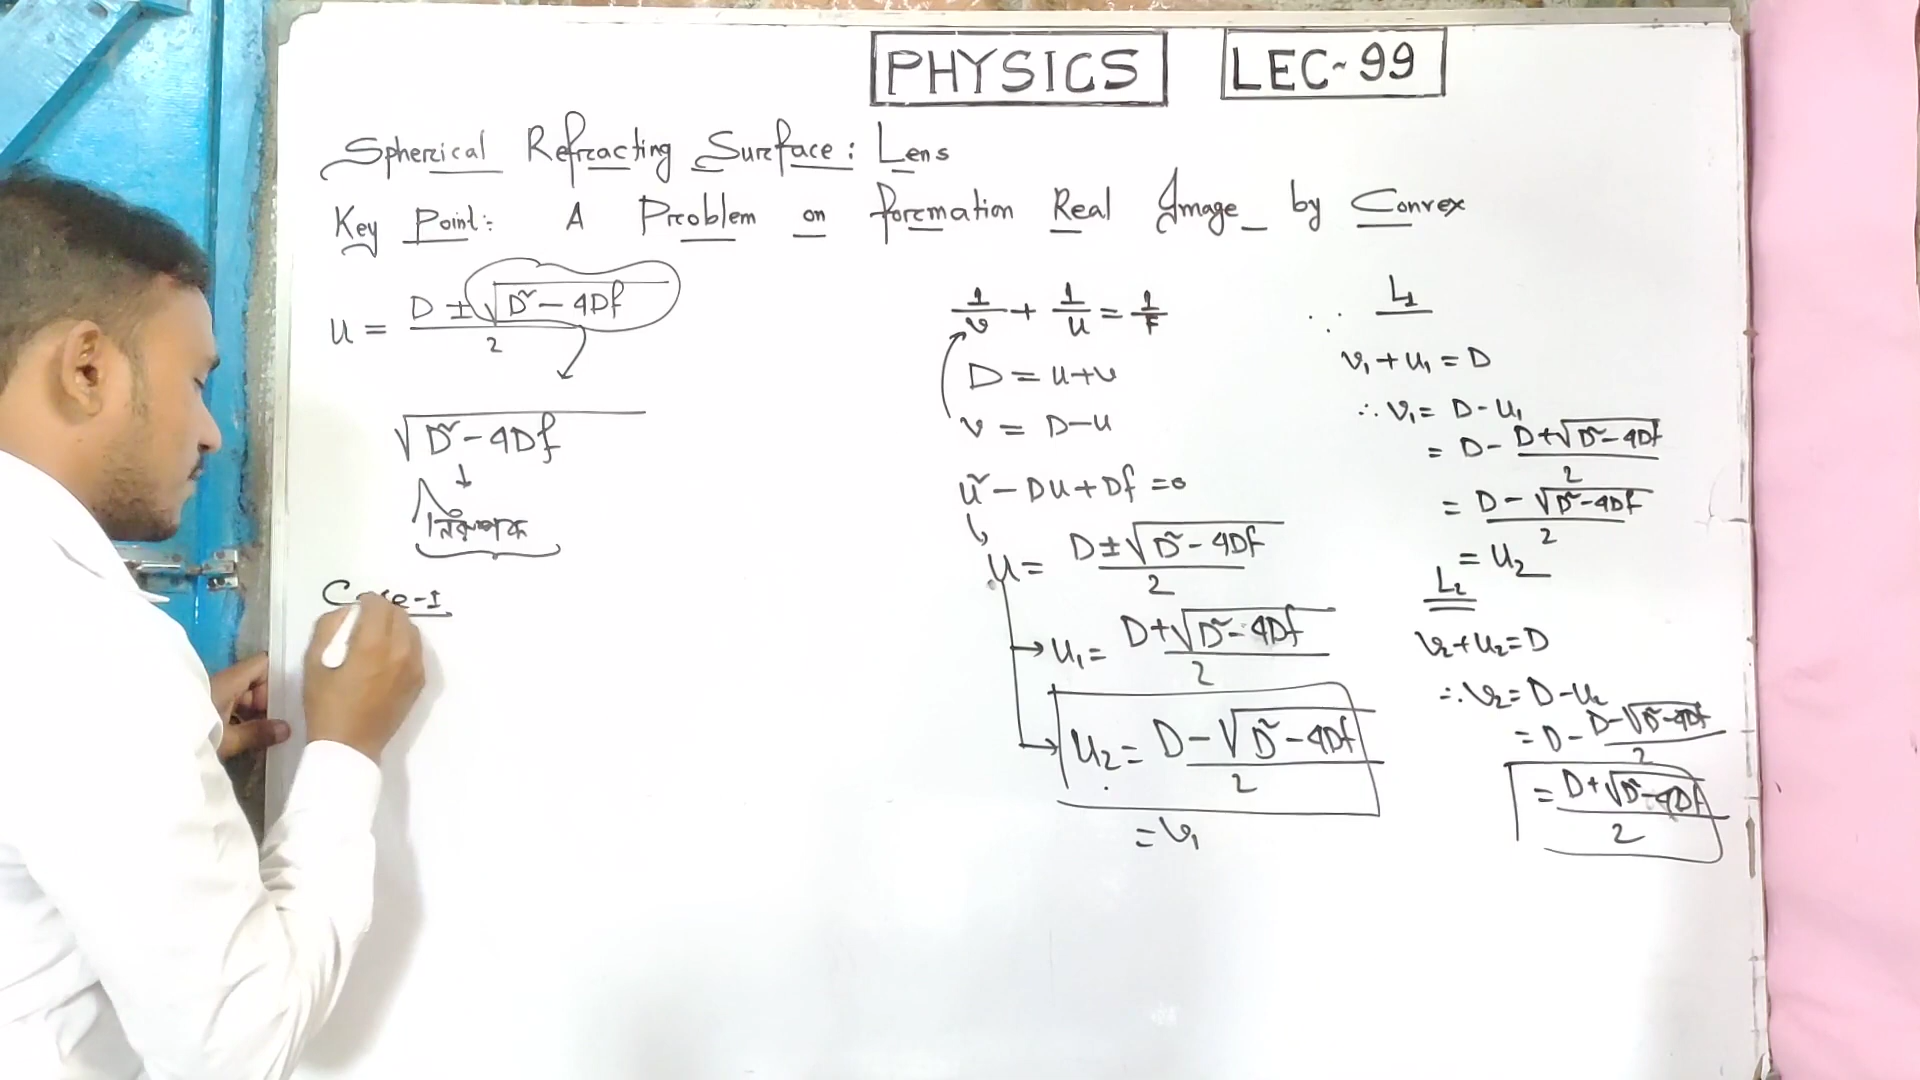 PHYSICS LEC-99
Spherical Refracting Surface: Lens
Key Point: A Problem on formation Real Image by Convex
u = (D ± √(D² - 4Df))/2
√(D² - 4Df)
নিরূপক
Case-I
1/v + 1/u = 1/F
D = u+v
v = D-u
u² - Du + Df = 0
u = (D ± √(D² - 4Df))/2
u₁ = (D + √(D² - 4Df))/2
u₂ = (D - √(D² - 4Df))/2
= v₁
L₁
v₁ + u₁ = D
∴ v₁ = D - u₁
= D - (D + √(D² - 4Df))/2
= (D - √(D² - 4Df))/2
= u₂
L₂
v₂ + u₂ = D
∴ v₂ = D - u₂
= D - (D - √(D² - 4Df))/2
= (D + √(D² - 4Df))/2